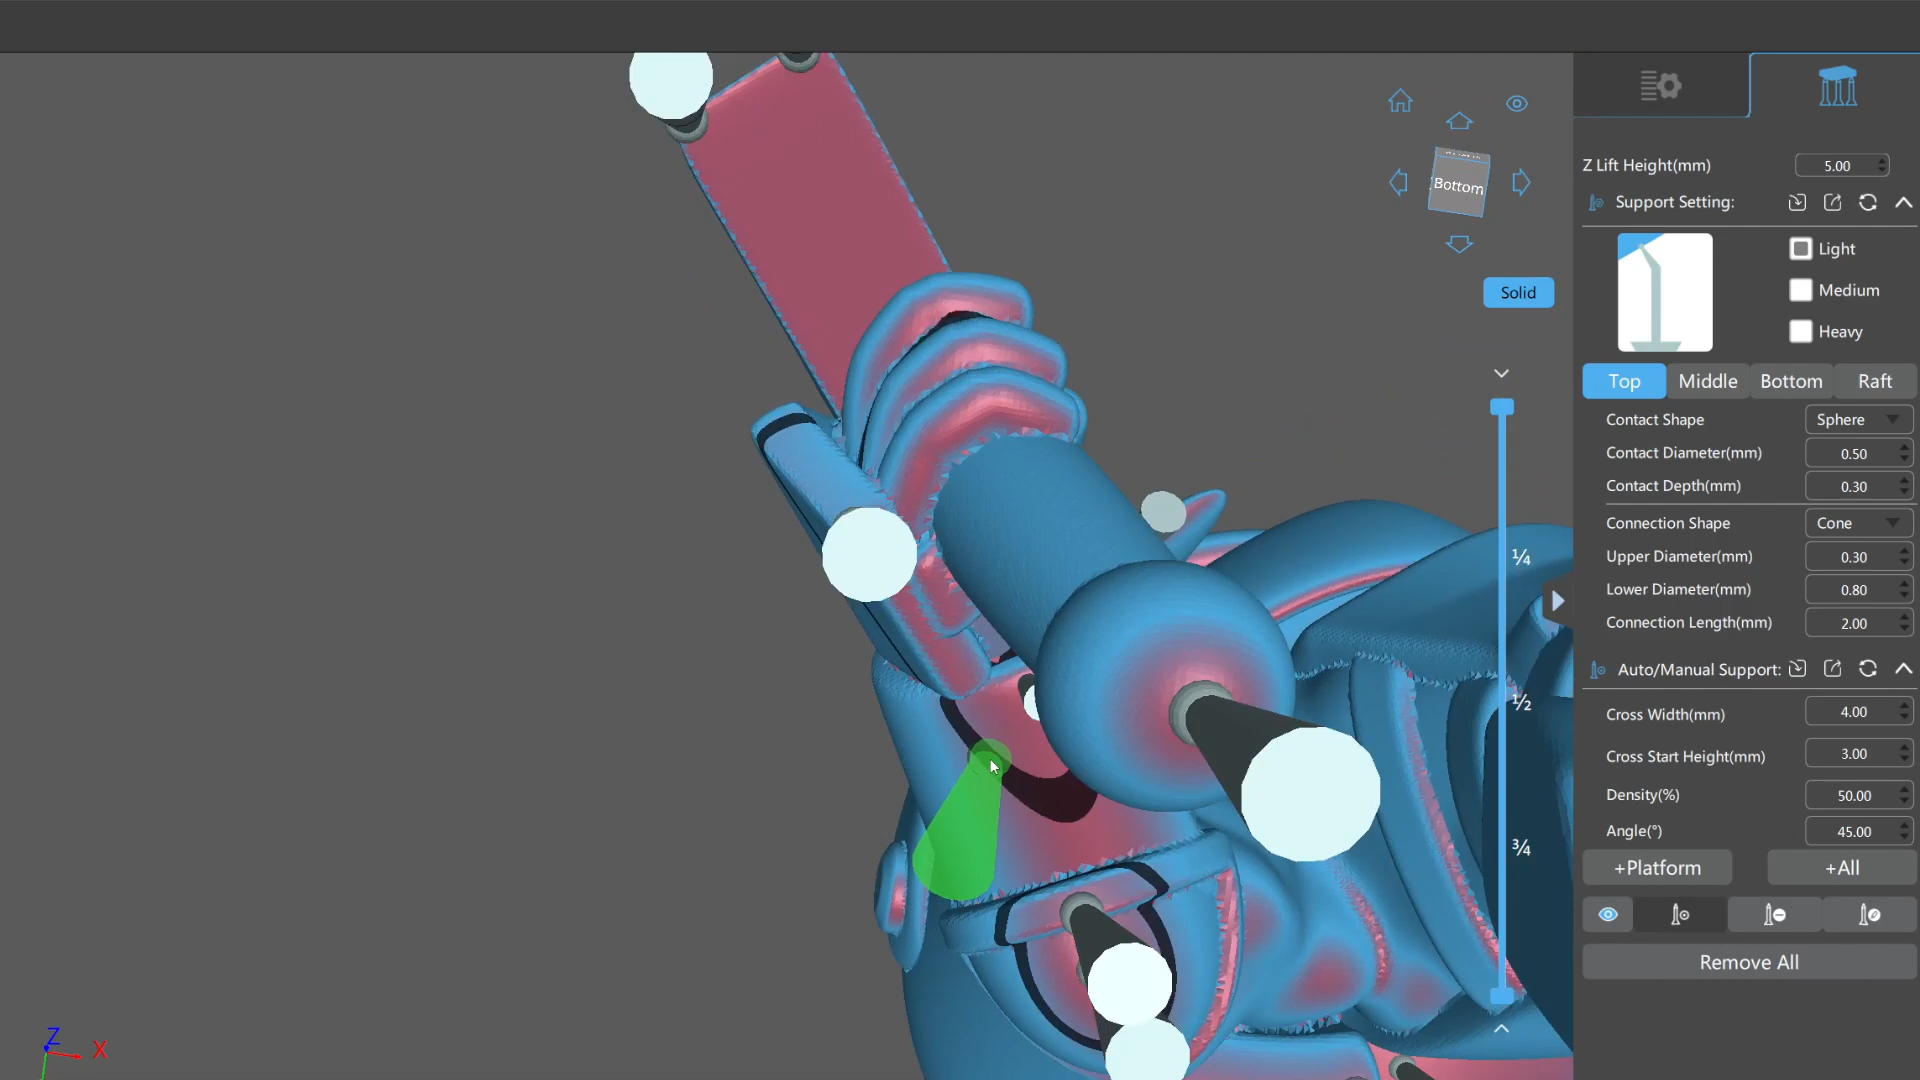 Z Lift Height(mm) 5.00
Support Setting:
Light
Medium
Heavy
Bottom
Solid
Top Middle Bottom Raft
Contact Shape Sphere
Contact Diameter(mm) 0.50
Contact Depth(mm) 0.30
Connection Shape Cone
Upper Diameter(mm) 0.30
Lower Diameter(mm) 0.80
Connection Length(mm) 2.00
Auto/Manual Support:
Cross Width(mm) 4.00
Cross Start Height(mm) 3.00
Density(%) 50.00
Angle(°) 45.00
+Platform +All
Remove All
¼
½
¾
Z
X